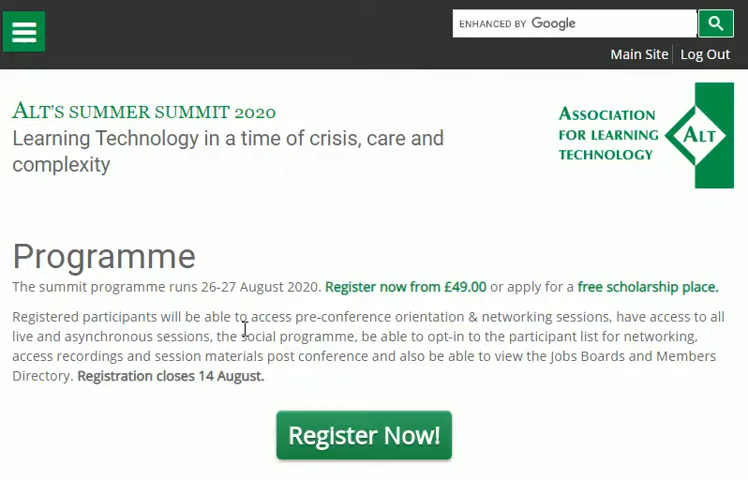 ENHANCED BY Google
Main Site Log Out
ALT'S SUMMER SUMMIT 2020
Learning Technology in a time of crisis, care and
complexity
ASSOCIATION
FOR LEARNING
TECHNOLOGY
ALT
Programme
The summit programme runs 26-27 August 2020. Register now from £49.00 or apply for a free scholarship place.
Registered participants will be able to access pre-conference orientation & networking sessions, have access to all
live and asynchronous sessions, the social programme, be able to opt-in to the participant list for networking,
access recordings and session materials post conference and also be able to view the Jobs Boards and Members
Directory. Registration closes 14 August.
Register Now!